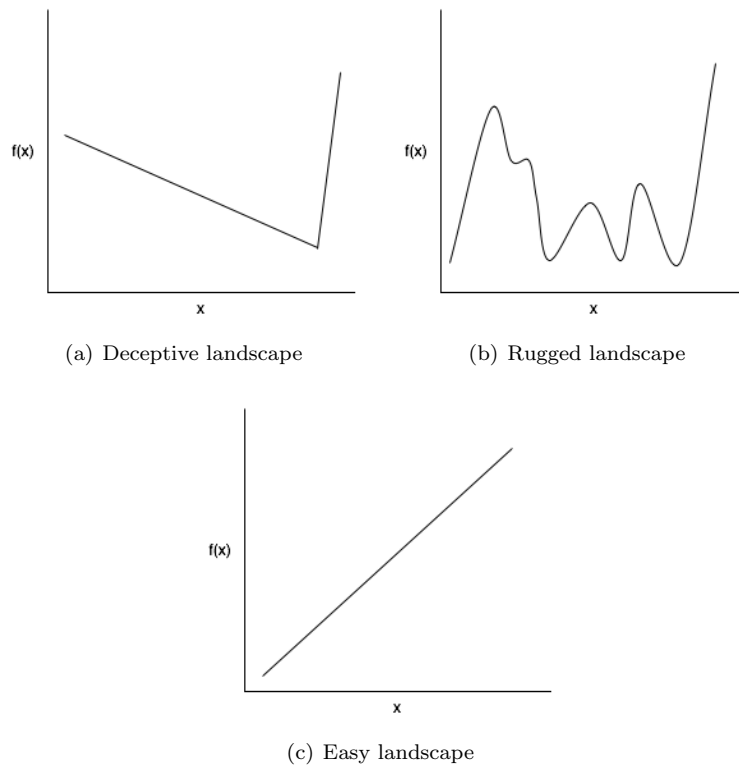 f(x)
x
(a) Deceptive landscape
f(x)
x
(b) Rugged landscape
f(x)
x
(c) Easy landscape